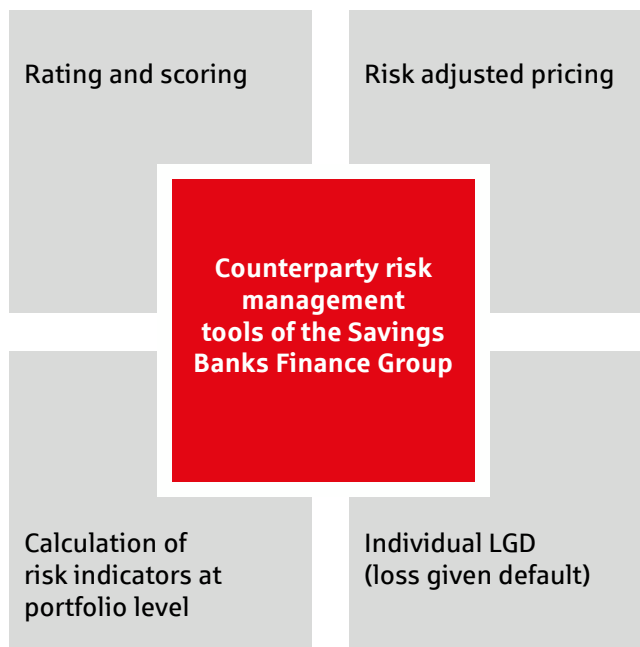 Rating and scoring
Risk adjusted pricing
Counterparty risk
management
tools of the Savings
Banks Finance Group
Calculation of
risk indicators at
portfolio level
Individual LGD
(loss given default)